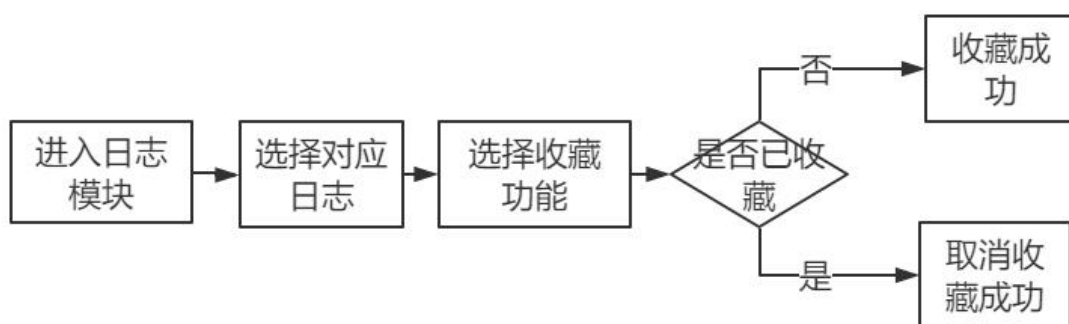 进入日志
模块
选择对应
日志
选择收藏
功能
是否已收
藏
否
收藏成
功
是
取消收
藏成功